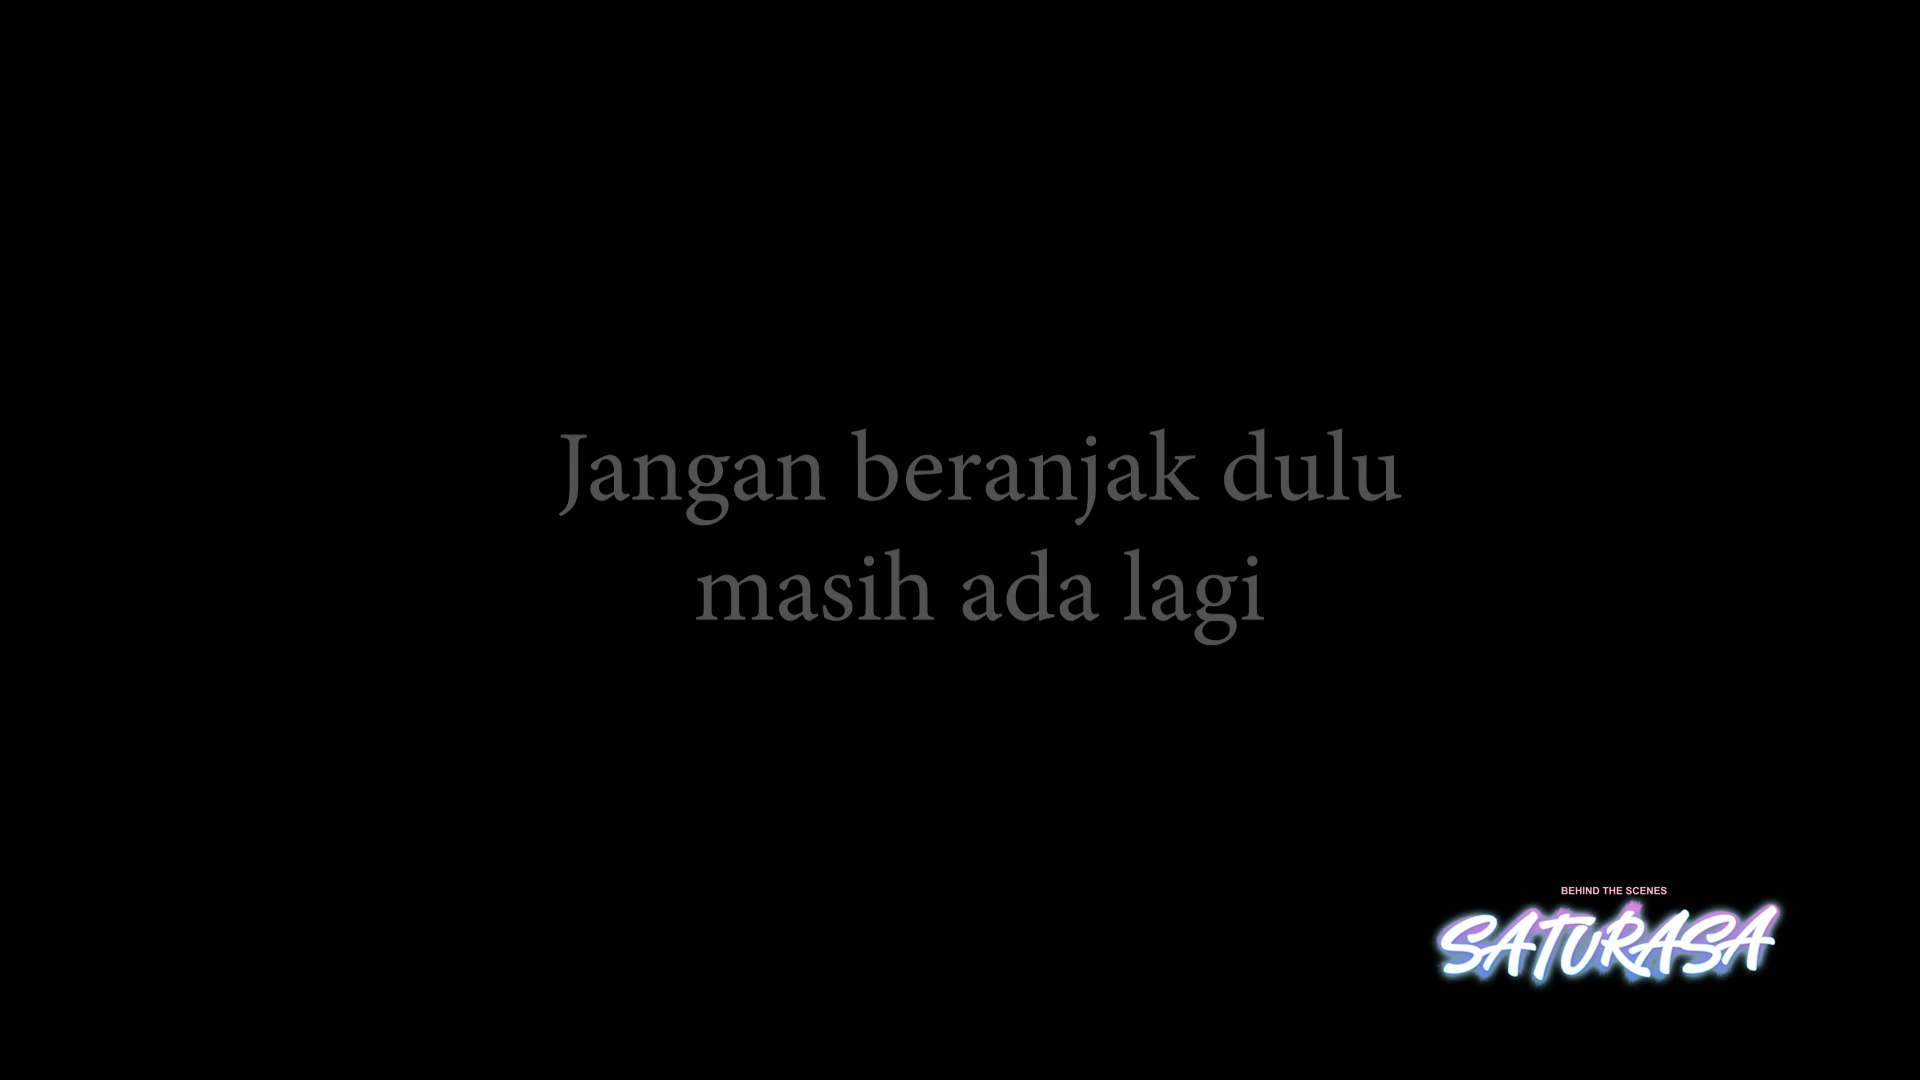 Jangan beranjak dulu
masih ada lagi
BEHIND THE SCENES
SATURASA